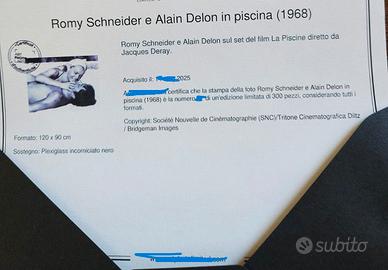 Romy Schneider e Alain Delon in piscina (1968)
Romy Schneider e Alain Delon sul set del film La Piscine diretto da
Jacques Deray.
Acquisito il: 2025
certifica che la stampa della foto Romy Schneider e Alain Delon in
piscina (1968) è la numero di un'edizione limitata di 300 pezzi, considerando tutti i
formati.
Copyright: Société Nouvelle de Cinématographie (SNC)/Tritone Cinematografica Diitz
/ Bridgeman Images
Formato: 120 x 90 cm
Sostegno: Plexiglass incorniciato nero
subito